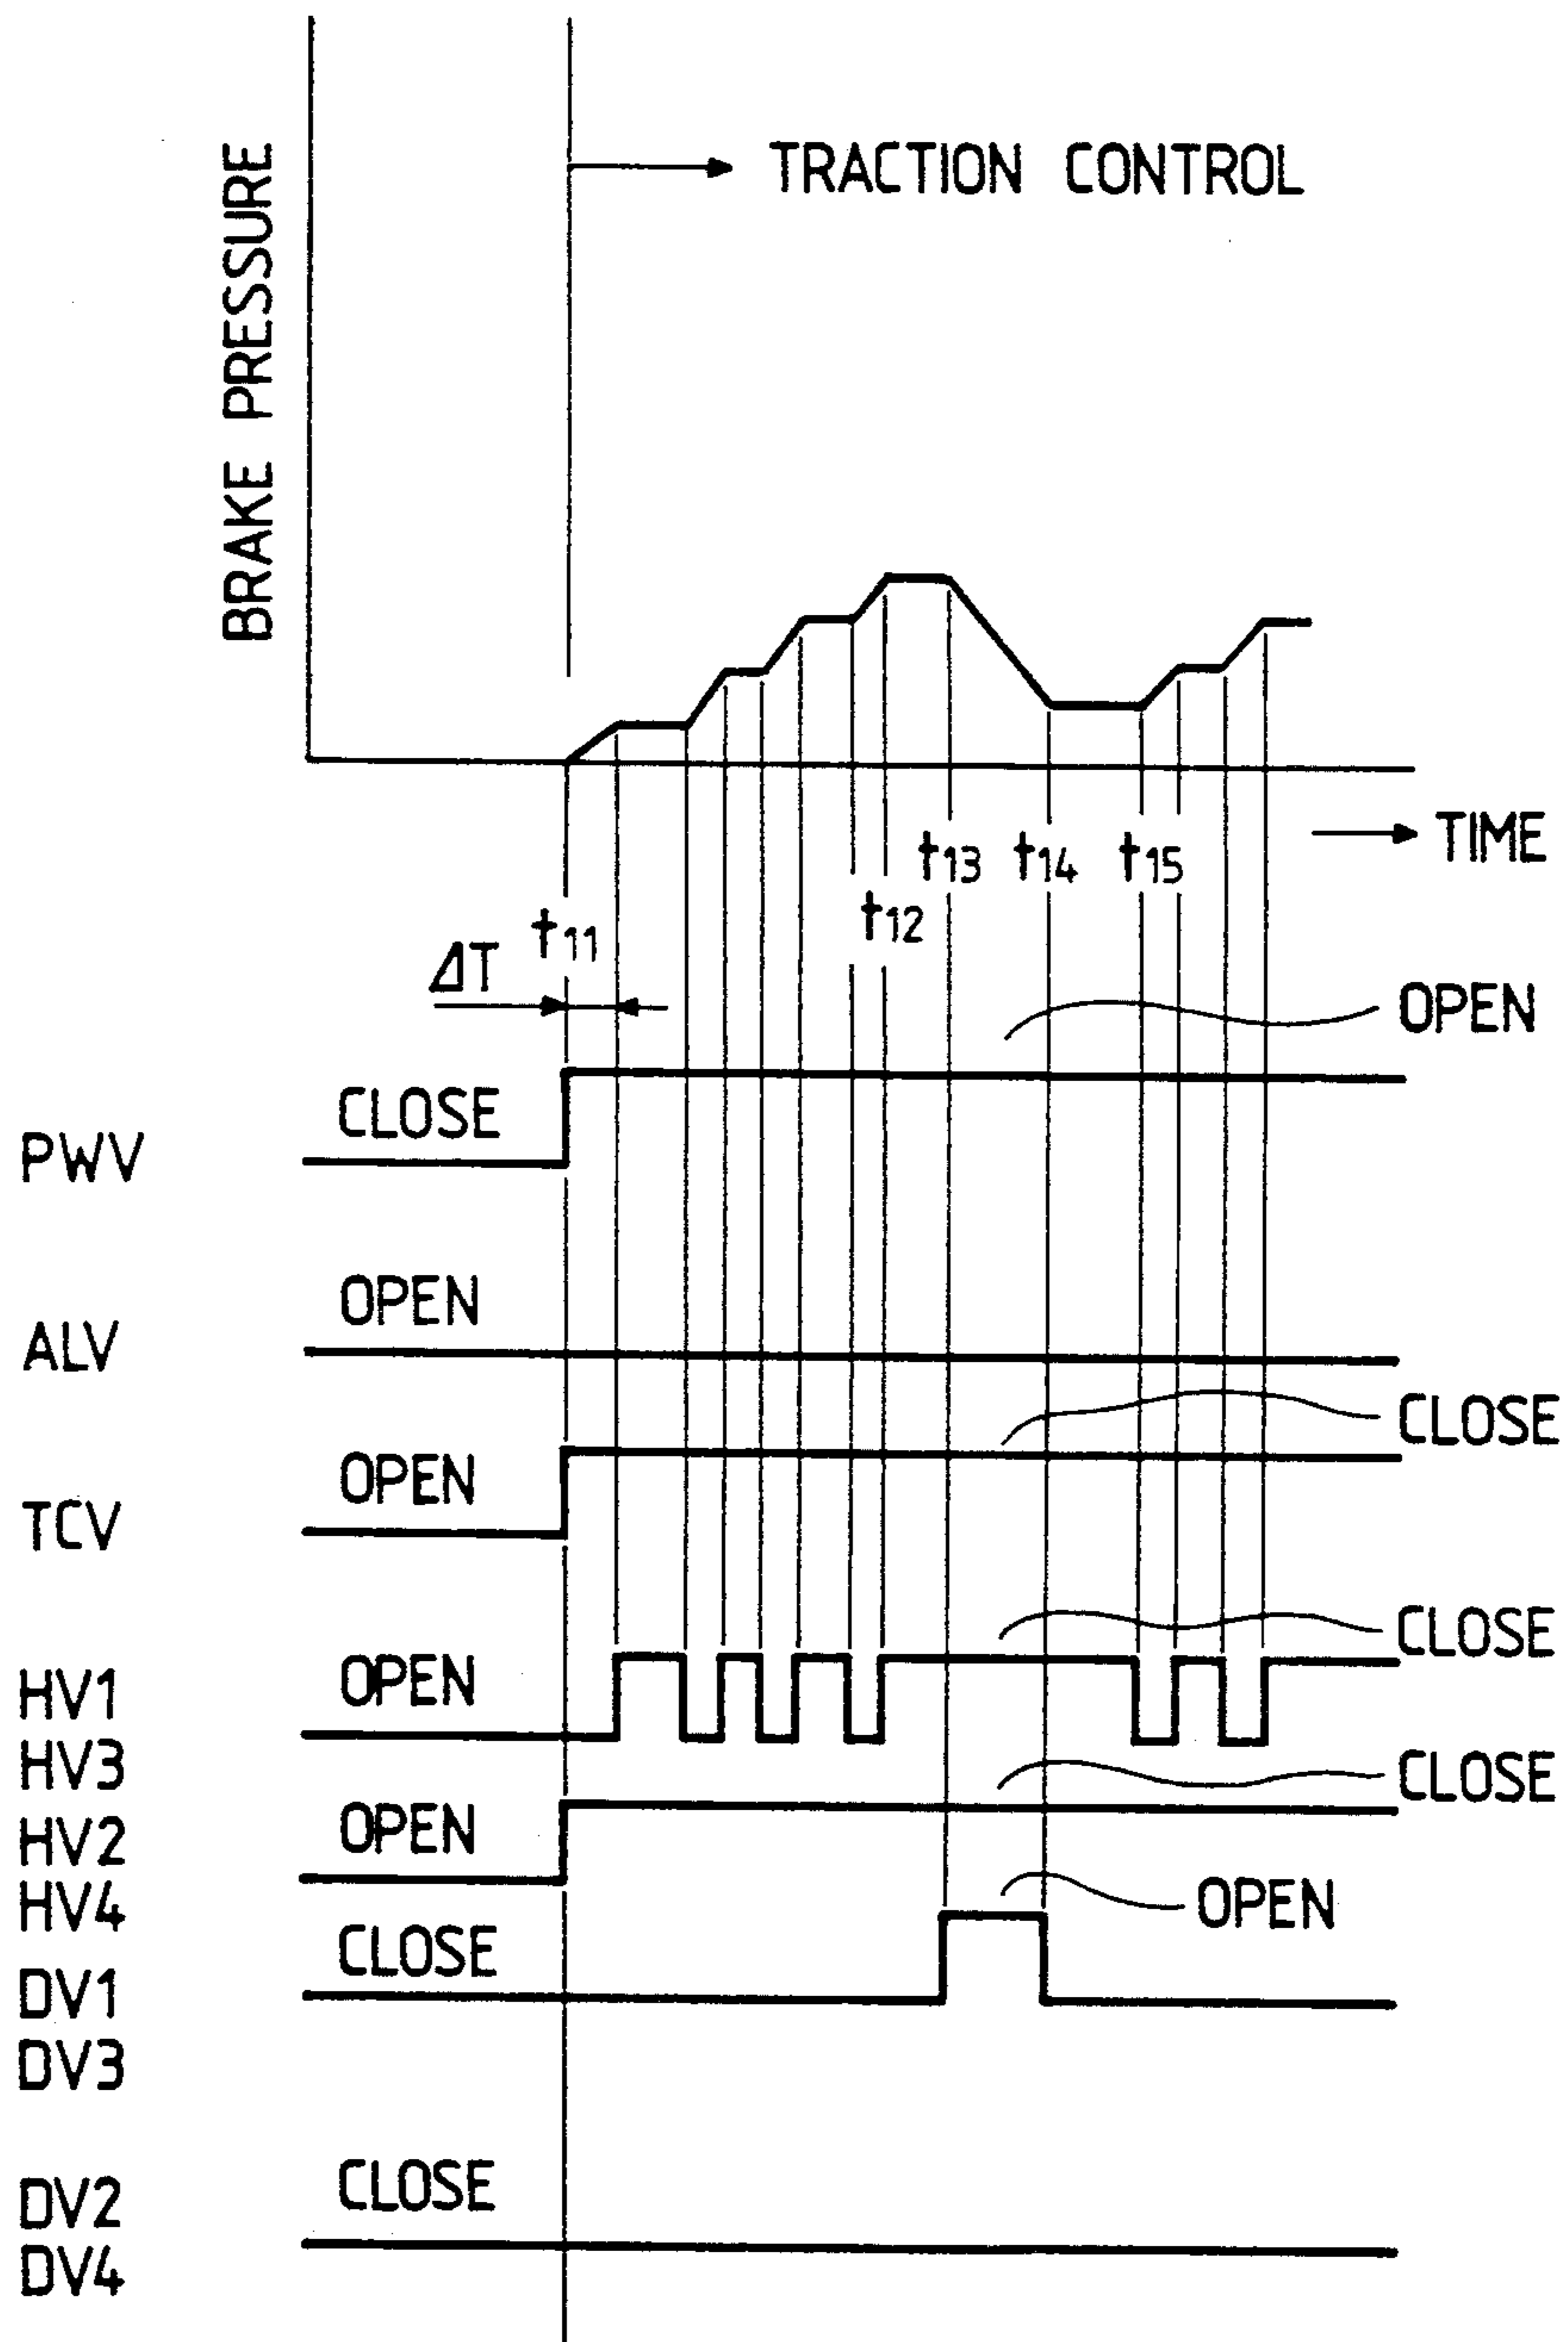 BRAKE PRESSURE
TRACTION CONTROL
TIME
t13 t14 t15
t12
t11
ΔT
OPEN
CLOSE
PWV
OPEN
ALV
CLOSE
OPEN
TCV
CLOSE
OPEN
HV1
HV3
CLOSE
OPEN
HV2
HV4
OPEN
CLOSE
DV1
DV3
CLOSE
DV2
DV4